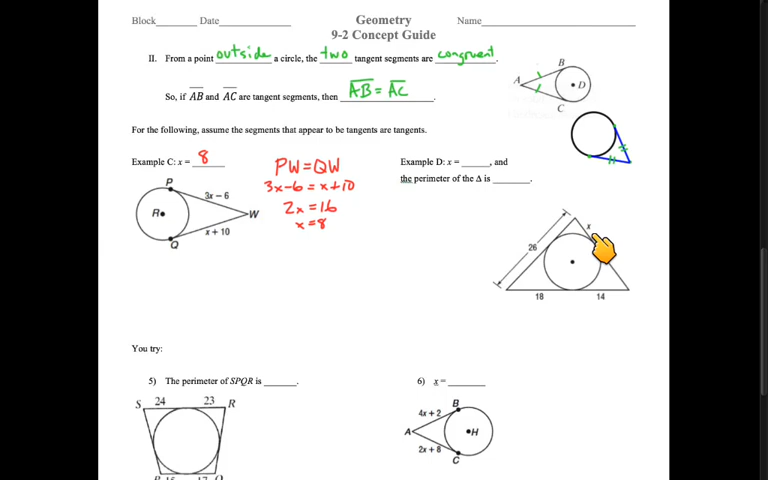 Block______ Date__________ Geometry Name______________________
9-2 Concept Guide
II. From a point outside a circle, the two tangent segments are congruent.
So, if AB and AC are tangent segments, then AB = AC.
B
A
D
C
For the following, assume the segments that appear to be tangents are tangents.
Example C: x = 8
PW = QW
3x-6 = x+10
2x = 16
x = 8
P
3x – 6
R
W
x + 10
Q
Example D: x = ______, and
the perimeter of the Δ is ________.
x
26
18 14
You try:
5) The perimeter of SPQR is _______.
S 24 23 R
6) x = ________
B
4x + 2
A H
2x + 8
C